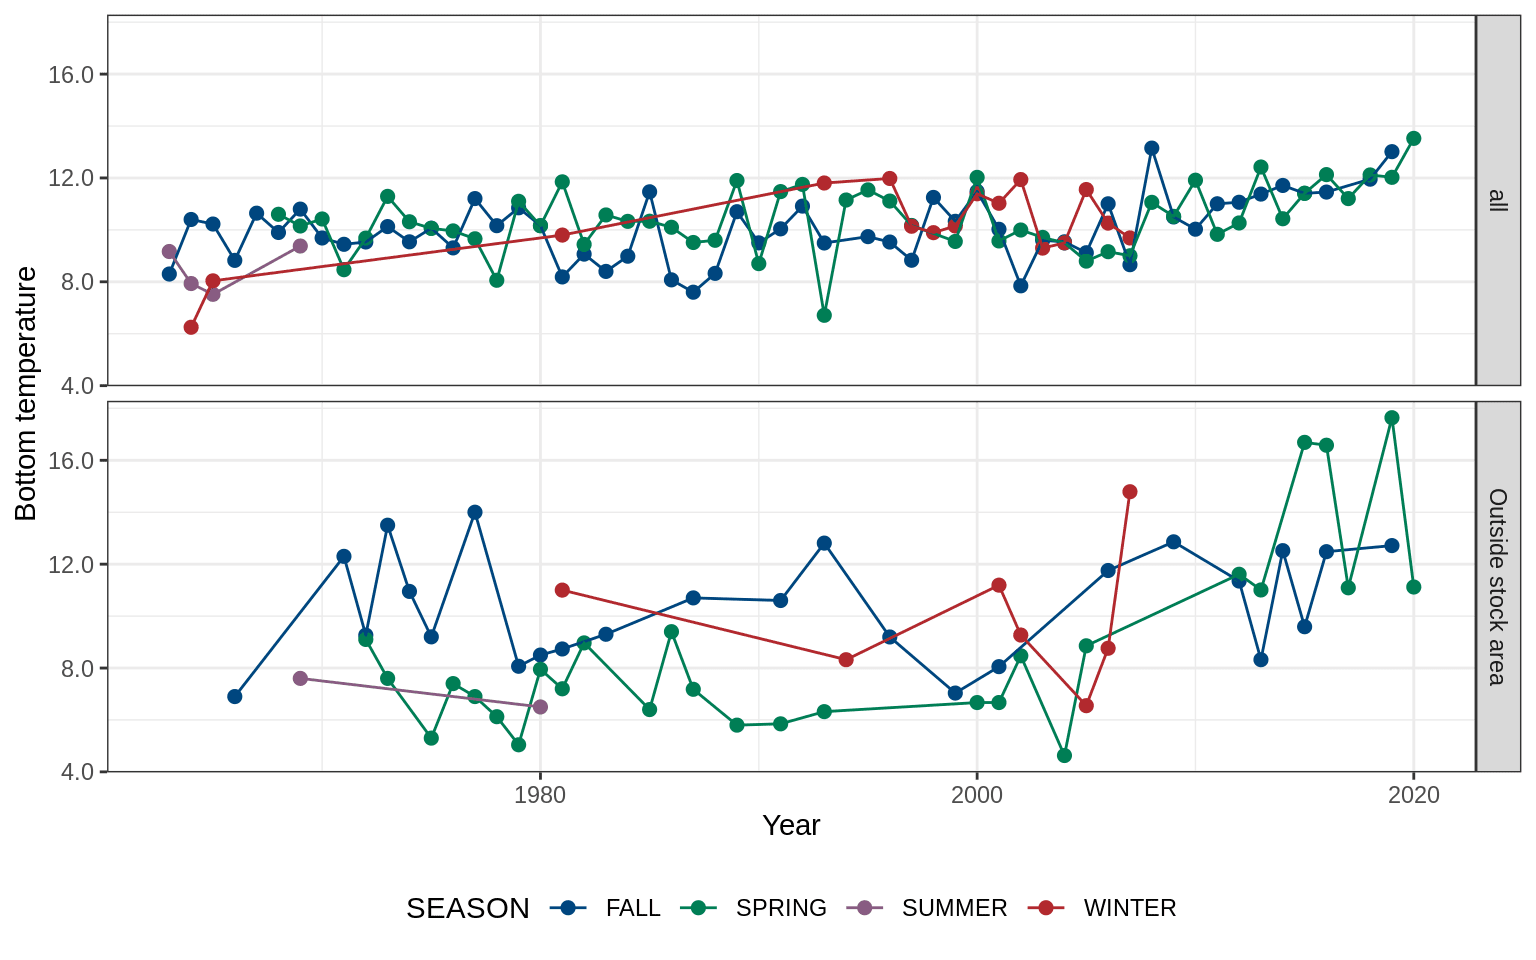 Bottom temperature
16.0
12.0
8.0
4.0
all
16.0
12.0
8.0
4.0
Outside stock area
1980 2000 2020
Year
SEASON FALL SPRING SUMMER WINTER